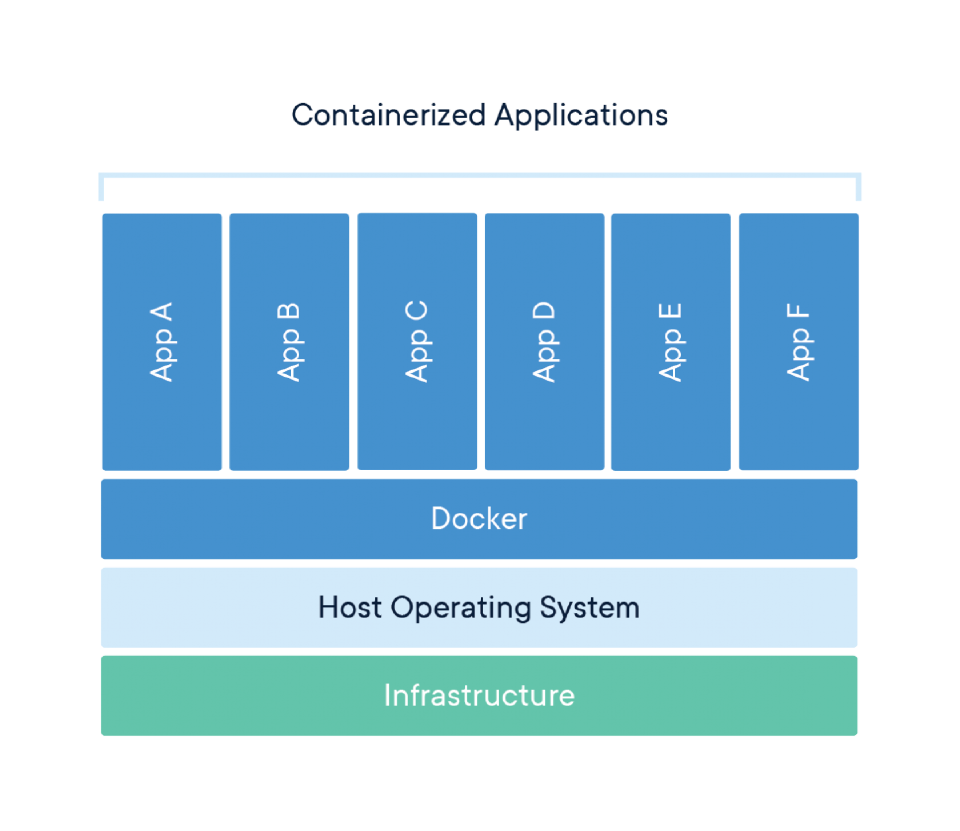 Containerized Applications
App A
App B
App C
App D
App E
App F
Docker
Host Operating System
Infrastructure